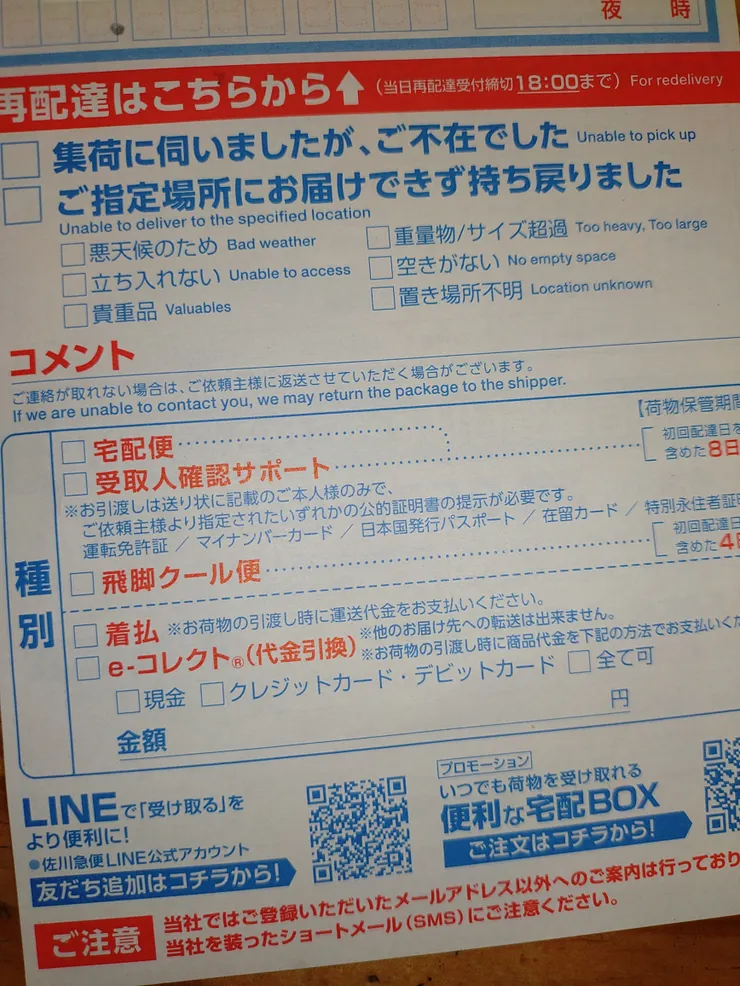 夜 時
再配達はこちらから↑ (当日再配達受付締切18:00まで) For redelivery
□ 集荷に伺いましたが、ご不在でした Unable to pick up
□ ご指定場所にお届けできず持ち戻りました
Unable to deliver to the specified location
□悪天候のため Bad weather □重量物/サイズ超過 Too heavy, Too large
□立ち入れない Unable to access □空きがない No empty space
□貴重品 Valuables □置き場所不明 Location unknown
コメント
ご連絡が取れない場合は、ご依頼主様に返送させていただく場合がございます。
If we are unable to contact you, we may return the package to the shipper.
【荷物保管期間
種別
□ 宅配便
□ 受取人確認サポート
初回配達日を
含めた8日
※お引渡しは送り状に記載のご本人様のみで、
ご依頼主様より指定されたいずれかの公的証明書の提示が必要です。
運転免許証 / マイナンバーカード / 日本国発行パスポート / 在留カード / 特別永住者証明
□ 飛脚クール便
初回配達日
含めた4日
□ 着払 ※お荷物の引渡し時に運送代金をお支払いください。
□ e-コレクト®(代金引換) ※他のお届け先への転送は出来ません。
※お荷物の引渡し時に商品代金を下記の方法でお支払いくだ
□現金 □クレジットカード・デビットカード □全て可
金額 円
LINEで「受け取る」を
より便利に!
●佐川急便LINE公式アカウント
友だち追加はコチラから!
プロモーション
いつでも荷物を受け取れる
便利な宅配BOX
ご注文はコチラから!
ご注意
当社ではご登録いただいたメールアドレス以外へのご案内は行っており
当社を装ったショートメール(SMS)にご注意ください。